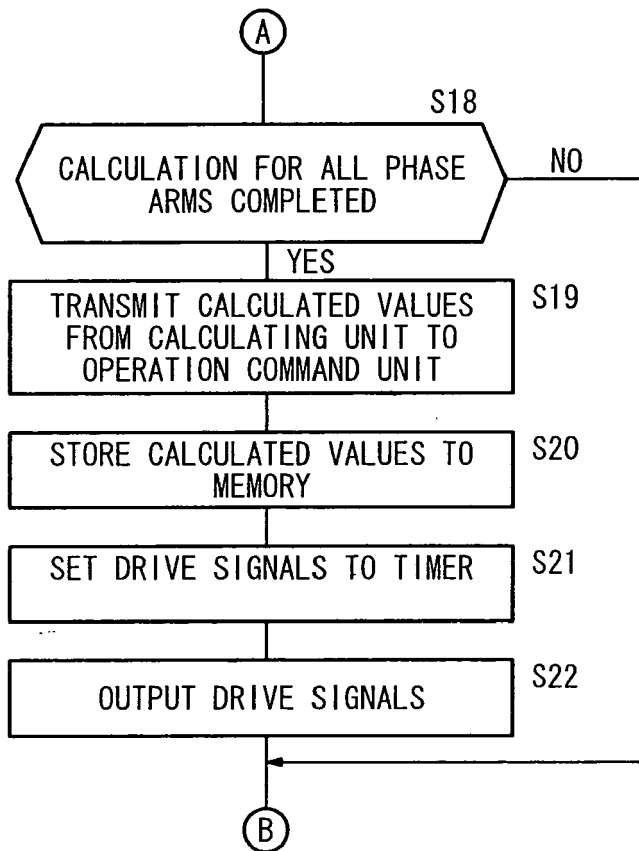 A
S18
CALCULATION FOR ALL PHASE
ARMS COMPLETED
NO
YES
TRANSMIT CALCULATED VALUES
FROM CALCULATING UNIT TO
OPERATION COMMAND UNIT
S19
STORE CALCULATED VALUES TO
MEMORY
S20
SET DRIVE SIGNALS TO TIMER
S21
OUTPUT DRIVE SIGNALS
S22
B